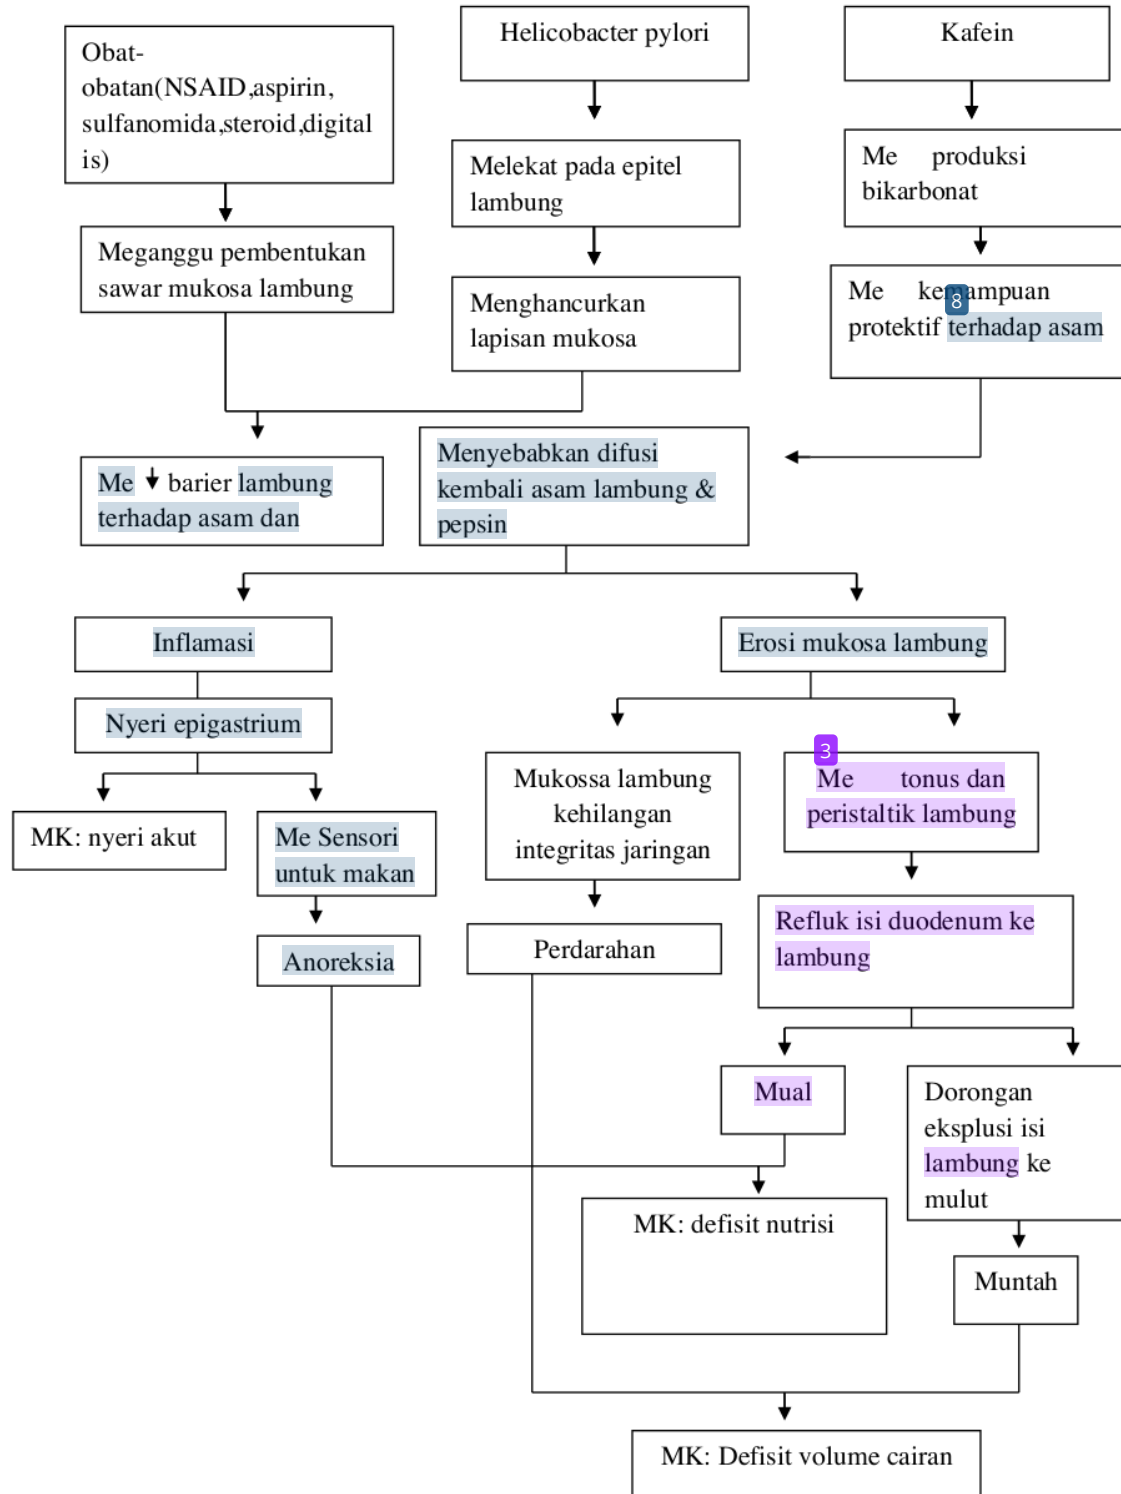 Obat-
obatan(NSAID,aspirin,
sulfanomida,steroid,digital
is)
Helicobacter pylori
Kafein
Melekat pada epitel
lambung
Me produksi
bikarbonat
Meganggu pembentukan
sawar mukosa lambung
Menghancurkan
lapisan mukosa
Me kemampuan
8
protektif terhadap asam
Me barier lambung
terhadap asam dan
Menyebabkan difusi
kembali asam lambung &
pepsin
Inflamasi
Erosi mukosa lambung
Nyeri epigastrium
MK: nyeri akut
Me Sensori
untuk makan
Mukossa lambung
kehilangan
integritas jaringan
3
Me tonus dan
peristaltik lambung
Anoreksia
Perdarahan
Refluk isi duodenum ke
lambung
Mual
Dorongan
eksplusi isi
lambung ke
mulut
MK: defisit nutrisi
Muntah
MK: Defisit volume cairan